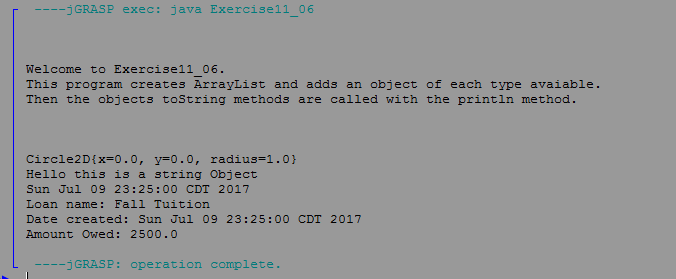 ----jGRASP exec: java Exercise11_06
Welcome to Exercise11_06.
This program creates ArrayList and adds an object of each type avaiable.
Then the objects toString methods are called with the println method.
Circle2D{x=0.0, y=0.0, radius=1.0}
Hello this is a string Object
Sun Jul 09 23:25:00 CDT 2017
Loan name: Fall Tuition
Date created: Sun Jul 09 23:25:00 CDT 2017
Amount Owed: 2500.0
----jGRASP: operation complete.